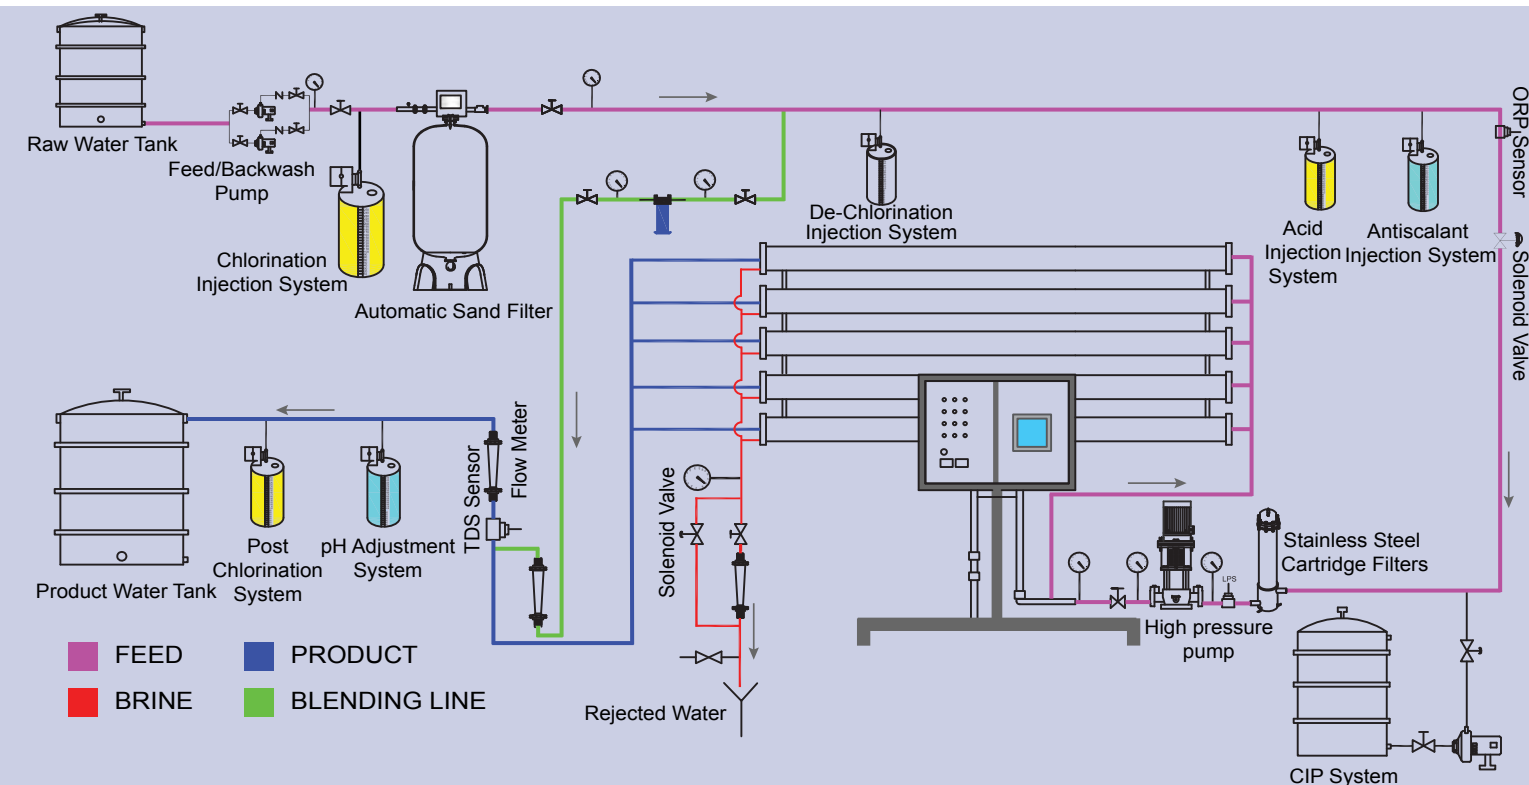 Raw Water Tank
Feed/Backwash
Pump
Chlorination
Injection System
Automatic Sand Filter
De-Chlorination
Injection System
Acid
Injection
System
Antiscalant
Injection System
ORP Sensor
Solenoid Valve
Product Water Tank
Post
Chlorination
System
pH Adjustment
System
TDS Sensor
Flow Meter
Solenoid Valve
Rejected Water
LPS
High pressure
pump
Stainless Steel
Cartridge Filters
CIP System
FEED
PRODUCT
BRINE
BLENDING LINE
N
N